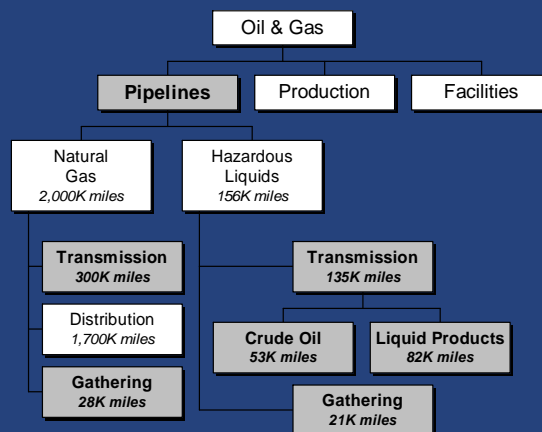 Oil & Gas
Pipelines
Production
Facilities
Natural
Gas
2,000K miles
Hazardous
Liquids
156K miles
Transmission
300K miles
Distribution
1,700K miles
Gathering
28K miles
Transmission
135K miles
Crude Oil
53K miles
Liquid Products
82K miles
Gathering
21K miles